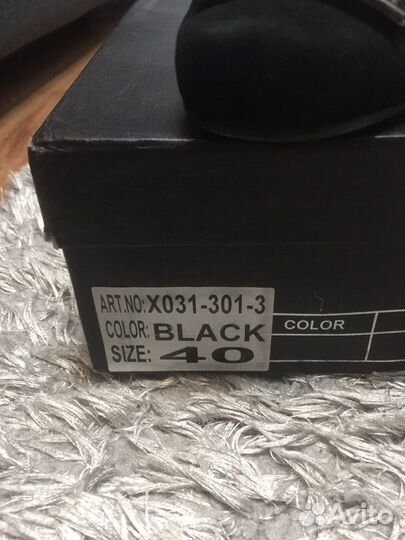 ART.NO:X031-301-3
COLOR: BLACK
SIZE: 40
COLOR
Avito